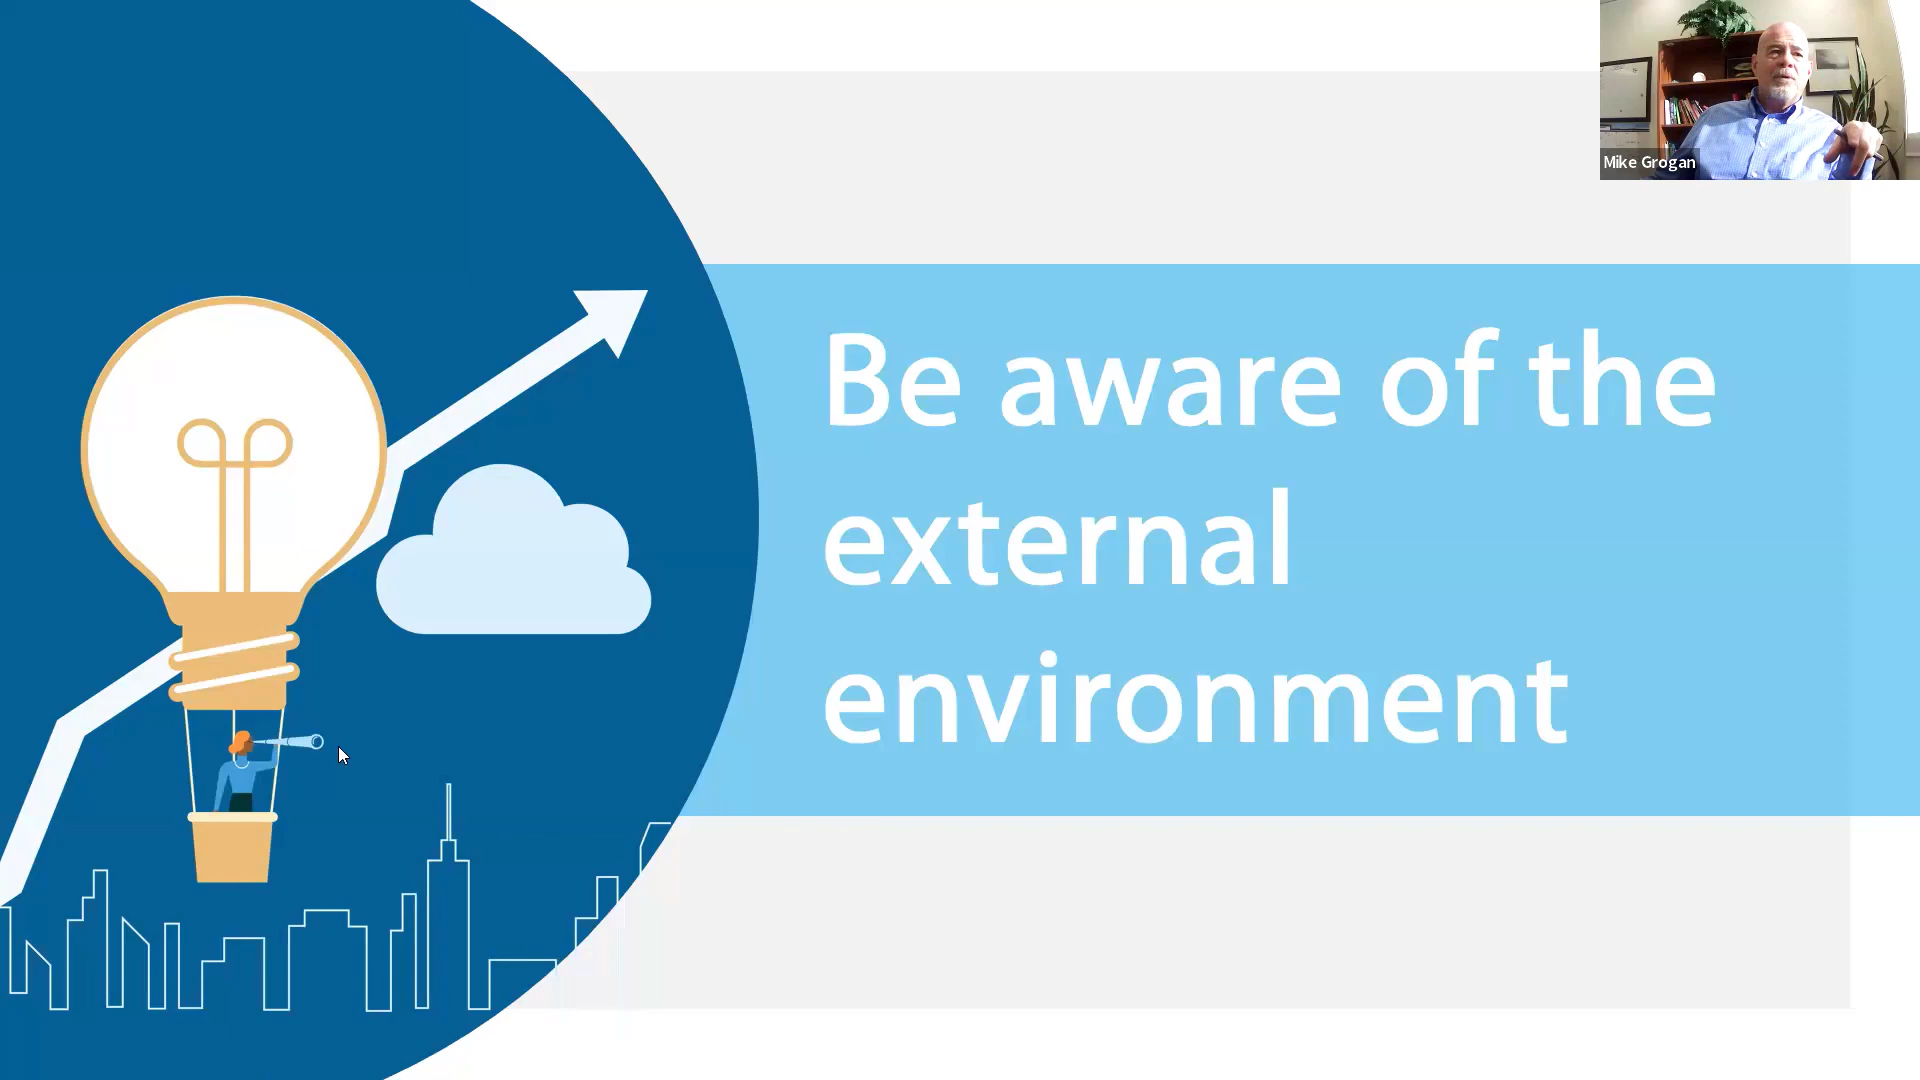 Be aware of the
external
environment
Mike Grogan